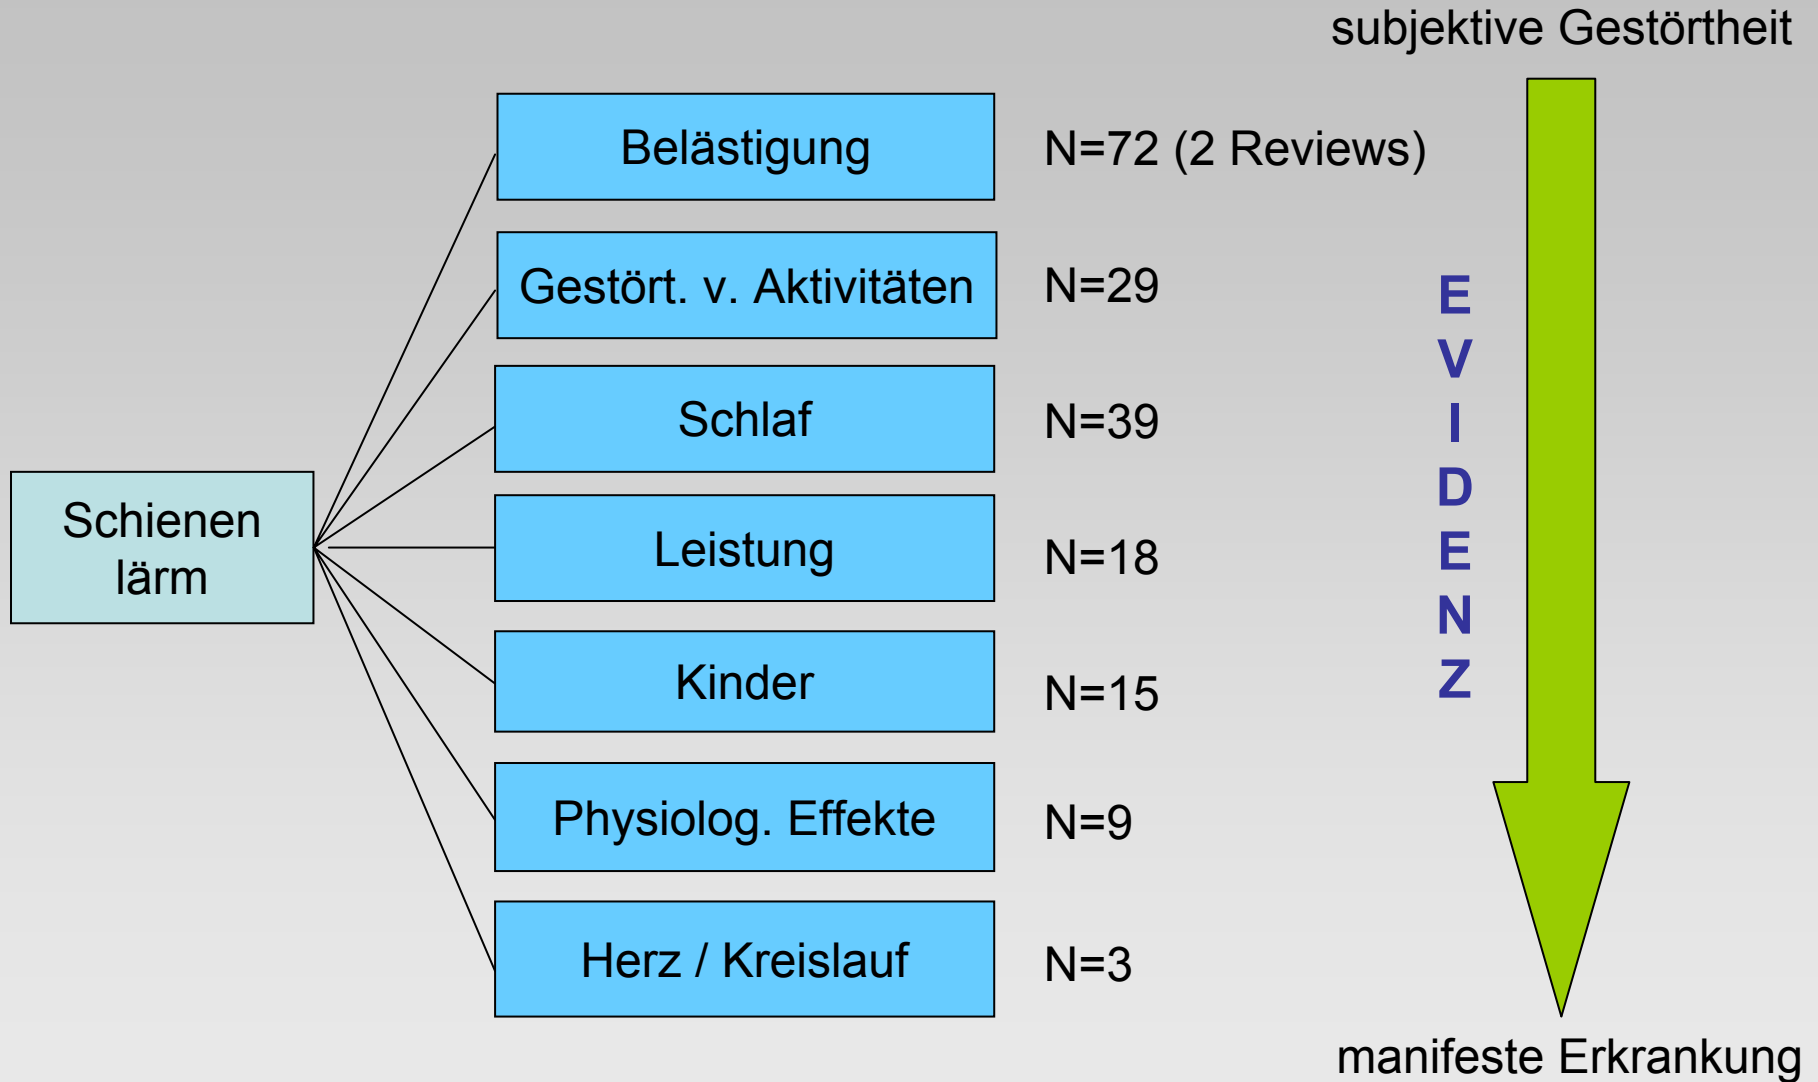 subjektive Gestörtheit
Belästigung
N=72 (2 Reviews)
Gestört. v. Aktivitäten
N=29
Schlaf
N=39
Schienen
lärm
Leistung
N=18
Kinder
N=15
Physiolog. Effekte
N=9
Herz / Kreislauf
N=3
E
V
I
D
E
N
Z
manifeste Erkrankung